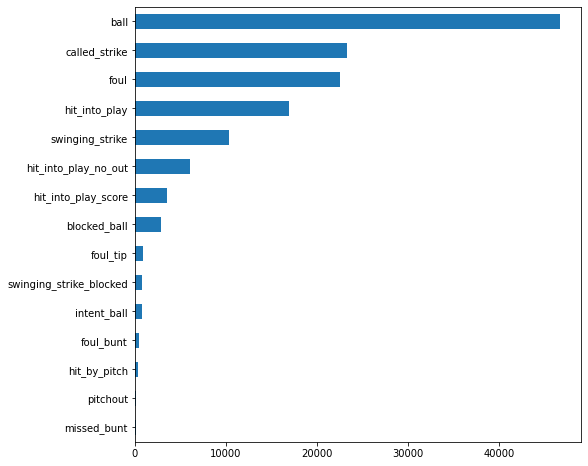 ball
called_strike
foul
hit_into_play
swinging_strike
hit_into_play_no_out
hit_into_play_score
blocked_ball
foul_tip
swinging_strike_blocked
intent_ball
foul_bunt
hit_by_pitch
pitchout
missed_bunt
0 10000 20000 30000 40000